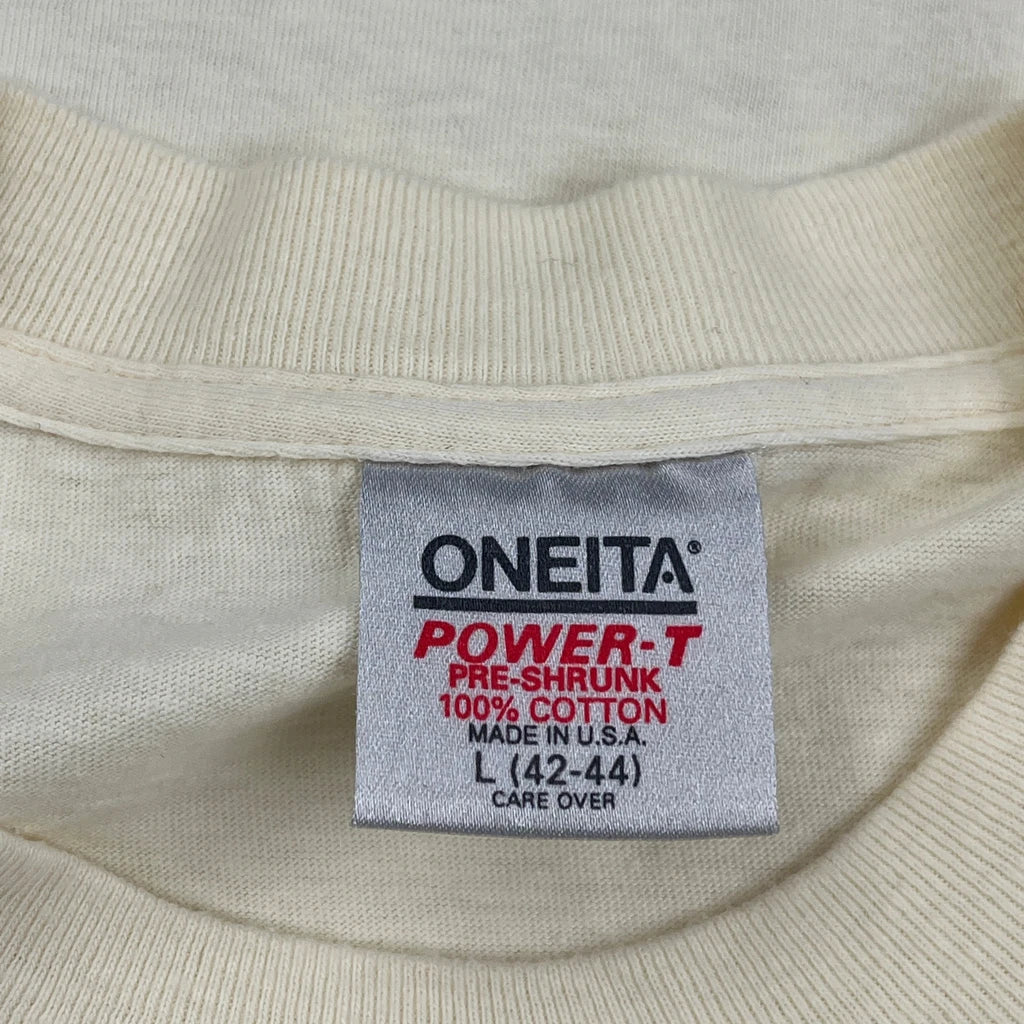 ONEITA®
POWER-T
PRE-SHRUNK
100% COTTON
MADE IN U.S.A.
L (42-44)
CARE OVER